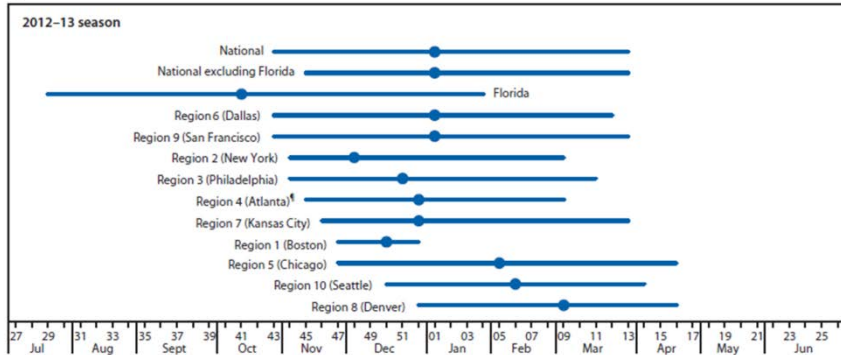 2012–13 season
National
National excluding Florida
Florida
Region 6 (Dallas)
Region 9 (San Francisco)
Region 2 (New York)
Region 3 (Philadelphia)
Region 4 (Atlanta)¶
Region 7 (Kansas City)
Region 1 (Boston)
Region 5 (Chicago)
Region 10 (Seattle)
Region 8 (Denver)
27 29 31 33 35 37 39 41 43 45 47 49 51 01 03 05 07 09 11 13 15 17 19 21 23 25
Jul Aug Sept Oct Nov Dec Jan Feb Mar Apr May Jun